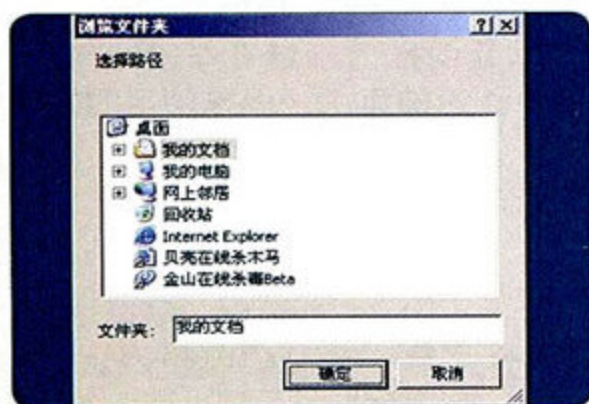 浏览文件夹
选择路径
桌面
我的文档
我的电脑
网上邻居
回收站
Internet Explorer
贝壳在线杀木马
金山在线杀毒Beta
文件夹: 我的文档
确定 取消